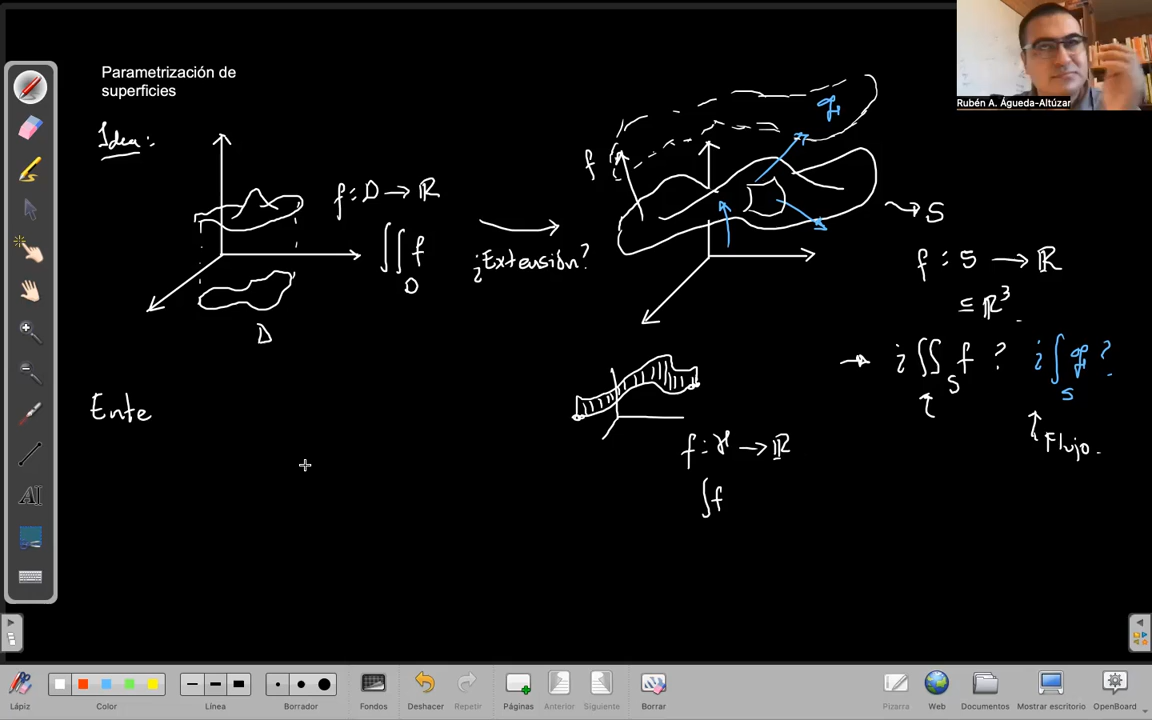 Parametrización de
superficies
Idea:
f: D → ℝ
∬ f
D
D
¿Extensión?
f
g
S
f : S → ℝ
⊆ ℝ³.
→ ¿∬ f ?
S
¿∫ g ?
S
Flujo.
Ente
f: γ → ℝ
∫f
Rubén A. Águeda-Altúzar
Lápiz
Color
Línea
Borrador
Fondos
Deshacer
Repetir
Páginas
Anterior
Siguiente
Borrar
Pizarra
Web
Documentos
Mostrar escritorio
OpenBoard